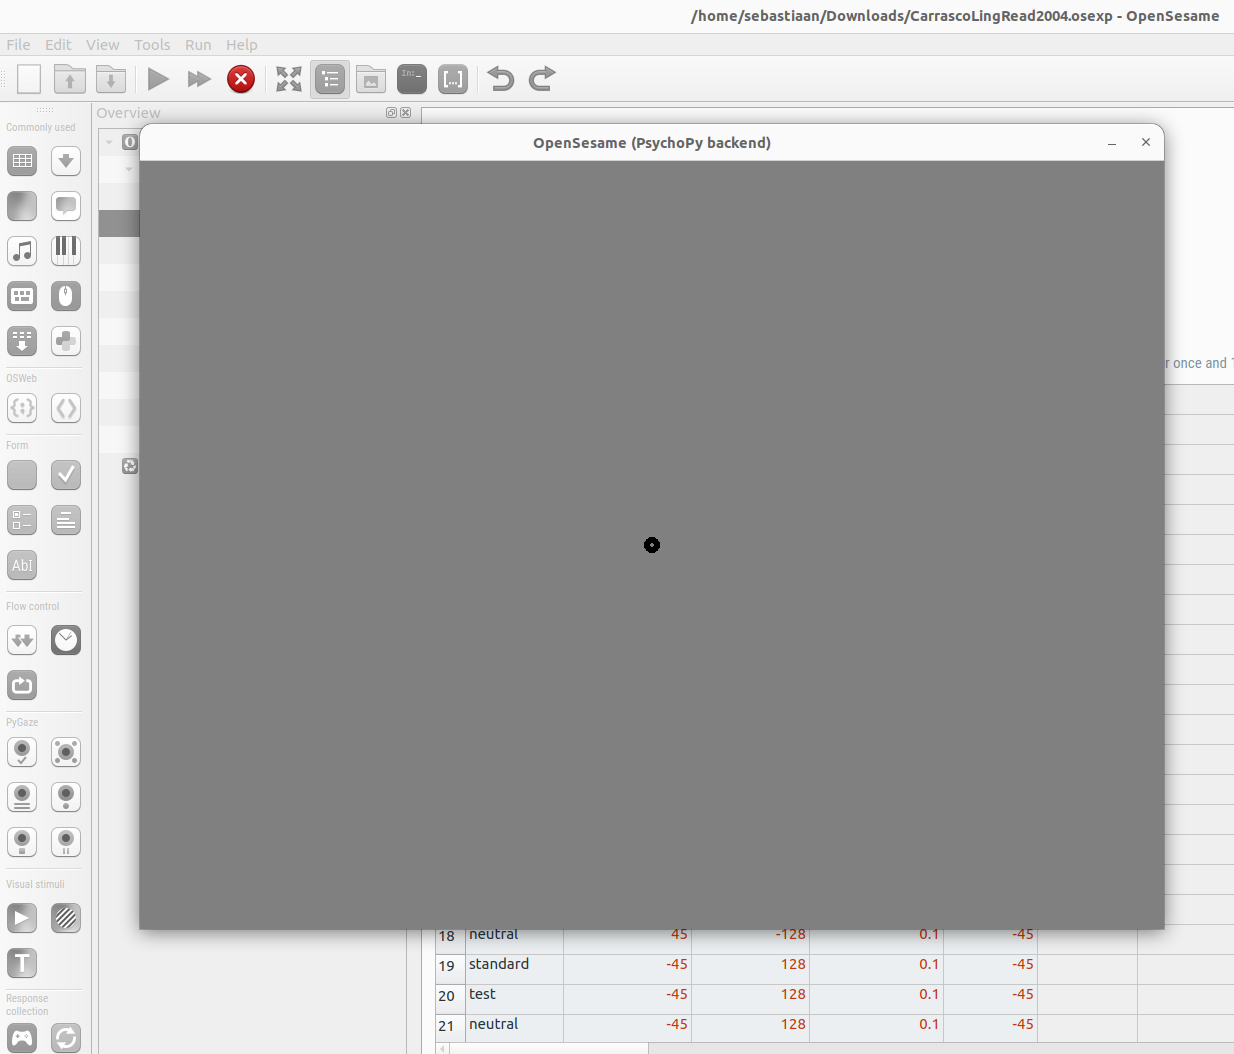 /home/sebastiaan/Downloads/CarrascoLingRead2004.osexp - OpenSesame
File Edit View Tools Run Help
In:_
[...]
Overview
Commonly used
OpenSesame (PsychoPy backend)
OSWeb
r once and 1
Form
AbI
Flow control
PyGaze
Visual stimuli
T
Response
collection
18 neutral 45 -128 0.1 -45
19 standard -45 128 0.1 -45
20 test -45 128 0.1 -45
21 neutral -45 128 0.1 -45